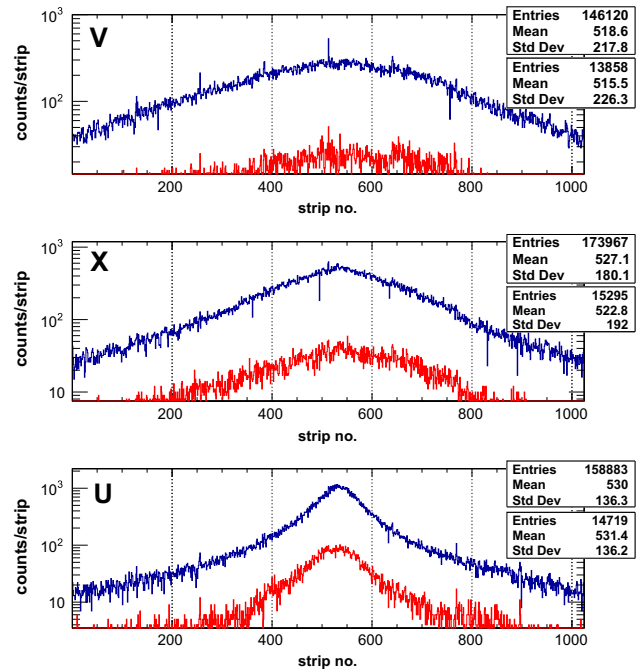 V
Entries 146120
Mean 518.6
Std Dev 217.8
Entries 13858
Mean 515.5
Std Dev 226.3
counts/strip
10³
10²
200 400 600 800 1000
strip no.
X
Entries 173967
Mean 527.1
Std Dev 180.1
Entries 15295
Mean 522.8
Std Dev 192
counts/strip
10³
10²
10
200 400 600 800 1000
strip no.
U
Entries 158883
Mean 530
Std Dev 136.3
Entries 14719
Mean 531.4
Std Dev 136.2
counts/strip
10³
10²
10
200 400 600 800 1000
strip no.